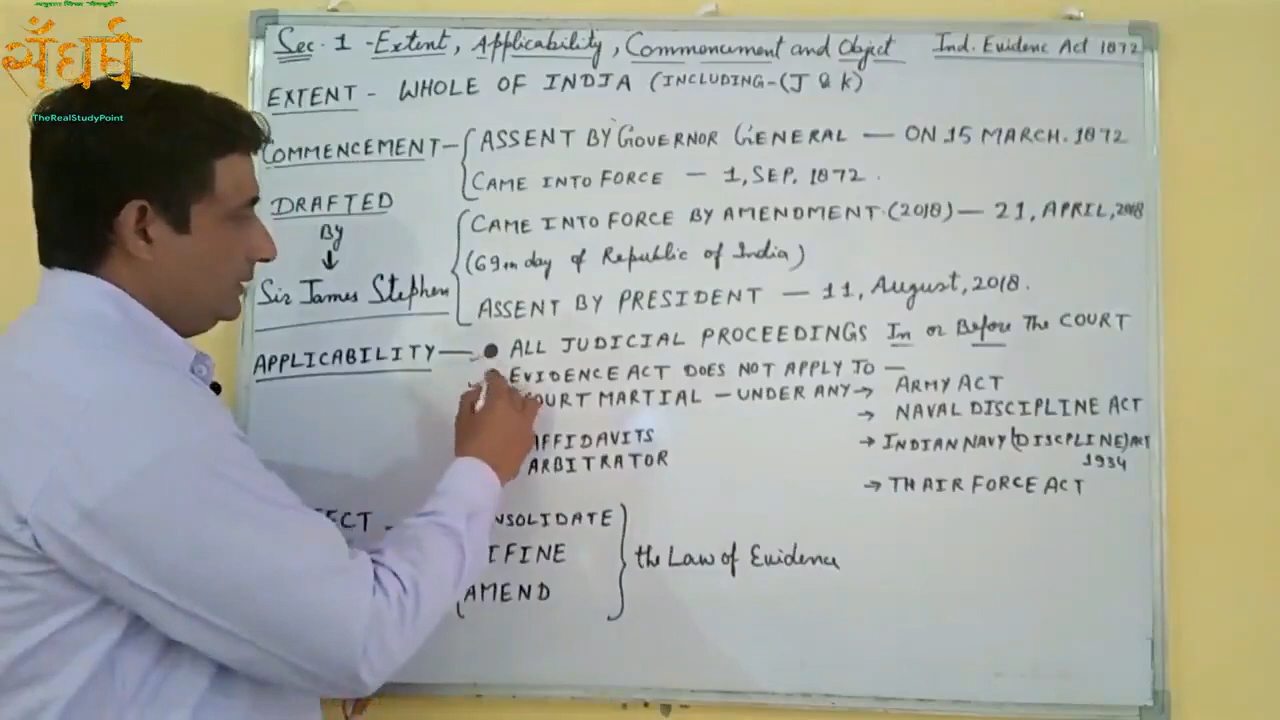 संघर्ष
TheRealStudyPoint
Sec. 1 - Extent, Applicability, Commoncement and Object Ind. Evidenc Act 1872
EXTENT - WHOLE OF INDIA (INCLUDING-(J & K)
COMMENCEMENT - ASSENT BY GOVERNOR GENERAL — ON 15 MARCH. 1872
CAME INTO FORCE — 1, SEP. 1872.
DRAFTED
By
Sir James Stephen
CAME INTO FORCE BY AMENDMENT (2018) — 21, APRIL, 2018
(69th day of Republic of India)
ASSENT BY PRESIDENT — 11, August, 2018.
APPLICABILITY — ALL JUDICIAL PROCEEDINGS In or Before The COURT
EVIDENCE ACT DOES NOT APPLY TO —
COURT MARTIAL — UNDER ANY → ARMY ACT
→ NAVAL DISCIPLINE ACT
→ INDIAN NAVY (DISCPLINE) ACT
1934
→ TH AIR FORCE ACT
AFFIDAVITS
ARBITRATOR
NSOLIDATE
IFINE
AMEND
the Law of Evidence